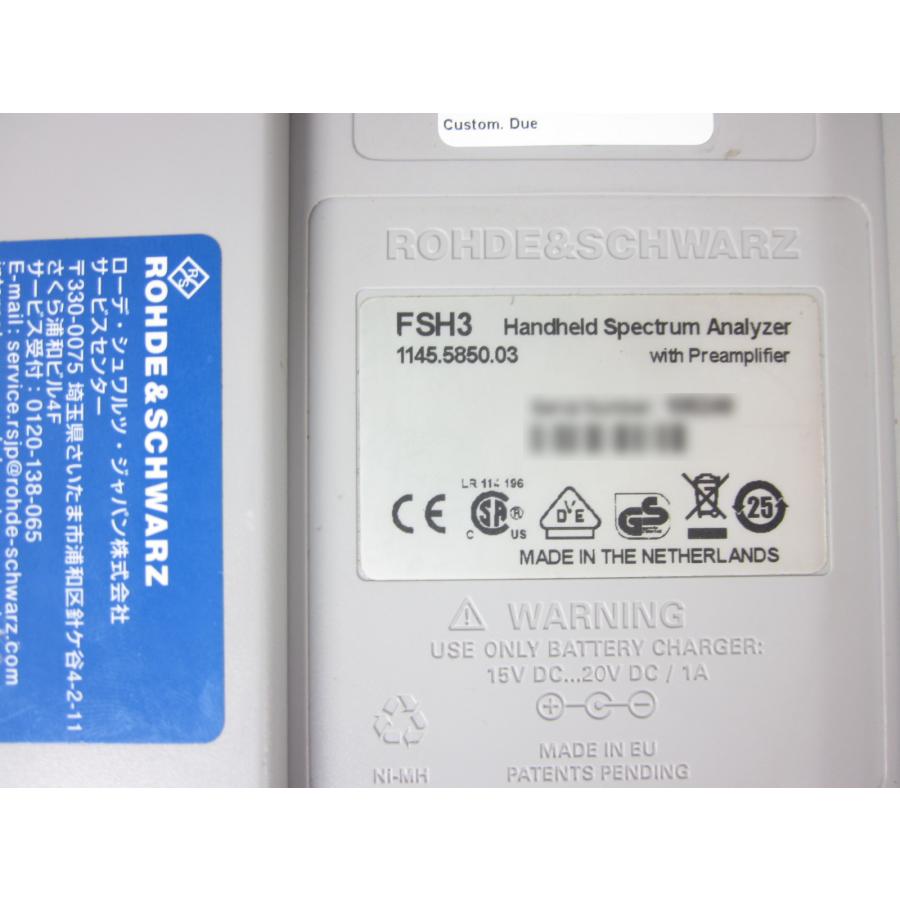 ROHDE&SCHWARZ
ローデ・シュワルツ・ジャパン株式会社
サービスセンター
〒330-0075 埼玉県さいたま市浦和区針ケ谷4-2-11
さくら浦和ビル4F
サービス受付：0120-138-065
E-mail：service.rsjp@rohde-schwarz.com
Custom. Due
ROHDE&SCHWARZ
FSH3 Handheld Spectrum Analyzer
1145.5850.03 with Preamplifier
LR 114 196
CE
C SA ® US
D E
GS
25
MADE IN THE NETHERLANDS
WARNING
USE ONLY BATTERY CHARGER:
15V DC...20V DC / 1A
MADE IN EU
Ni-MH
PATENTS PENDING